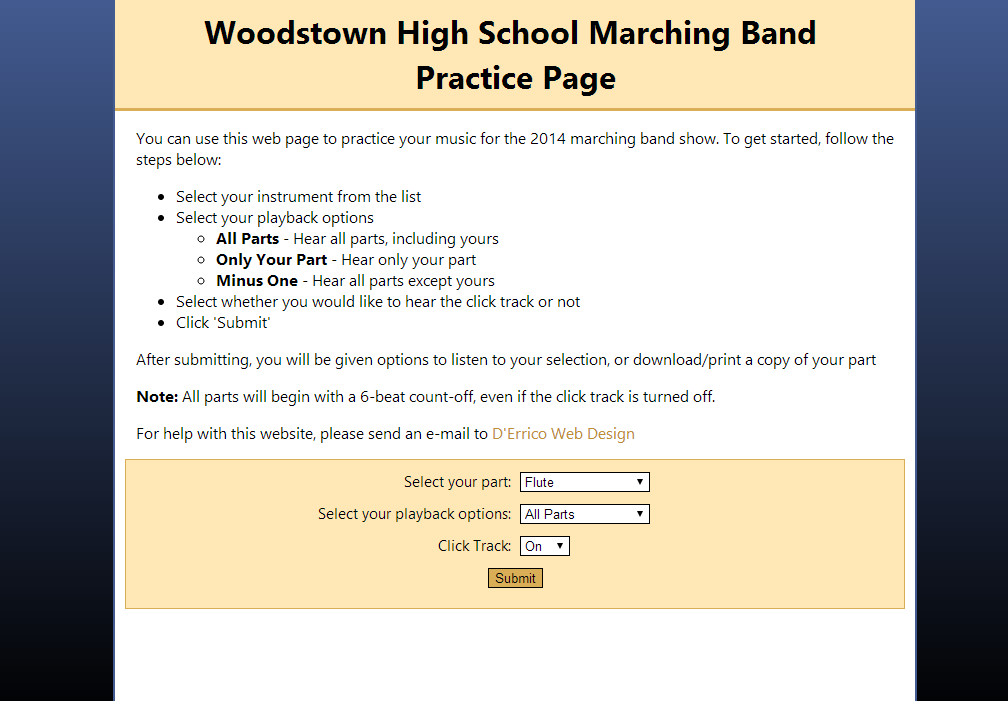 Woodstown High School Marching Band
Practice Page
You can use this web page to practice your music for the 2014 marching band show. To get started, follow the
steps below:
Select your instrument from the list
Select your playback options
All Parts - Hear all parts, including yours
Only Your Part - Hear only your part
Minus One - Hear all parts except yours
Select whether you would like to hear the click track or not
Click 'Submit'
After submitting, you will be given options to listen to your selection, or download/print a copy of your part
Note: All parts will begin with a 6-beat count-off, even if the click track is turned off.
For help with this website, please send an e-mail to D'Errico Web Design
Select your part: Flute
Select your playback options: All Parts
Click Track: On
Submit